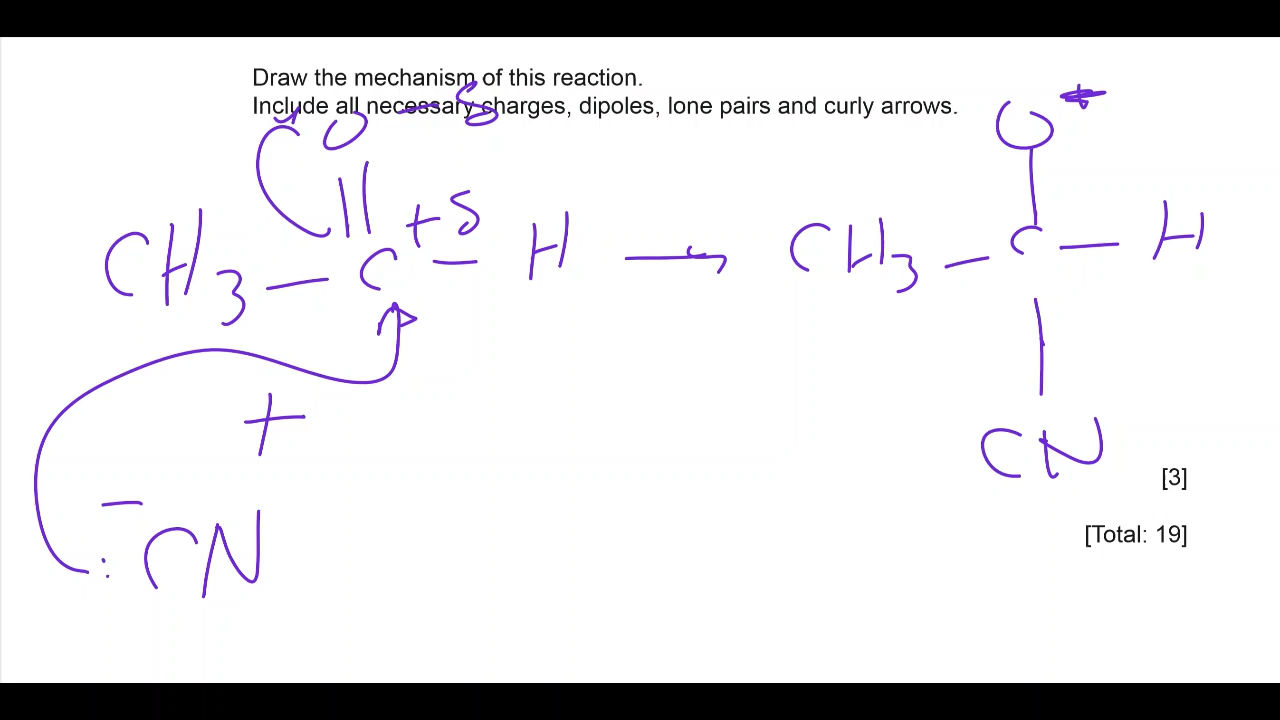 Draw the mechanism of this reaction.
Include all necessary charges, dipoles, lone pairs and curly arrows.
O - δ
O
+ δ
CH3 - C - H → CH3 - C - H
+
CN
[3]
-
: CN
[Total: 19]